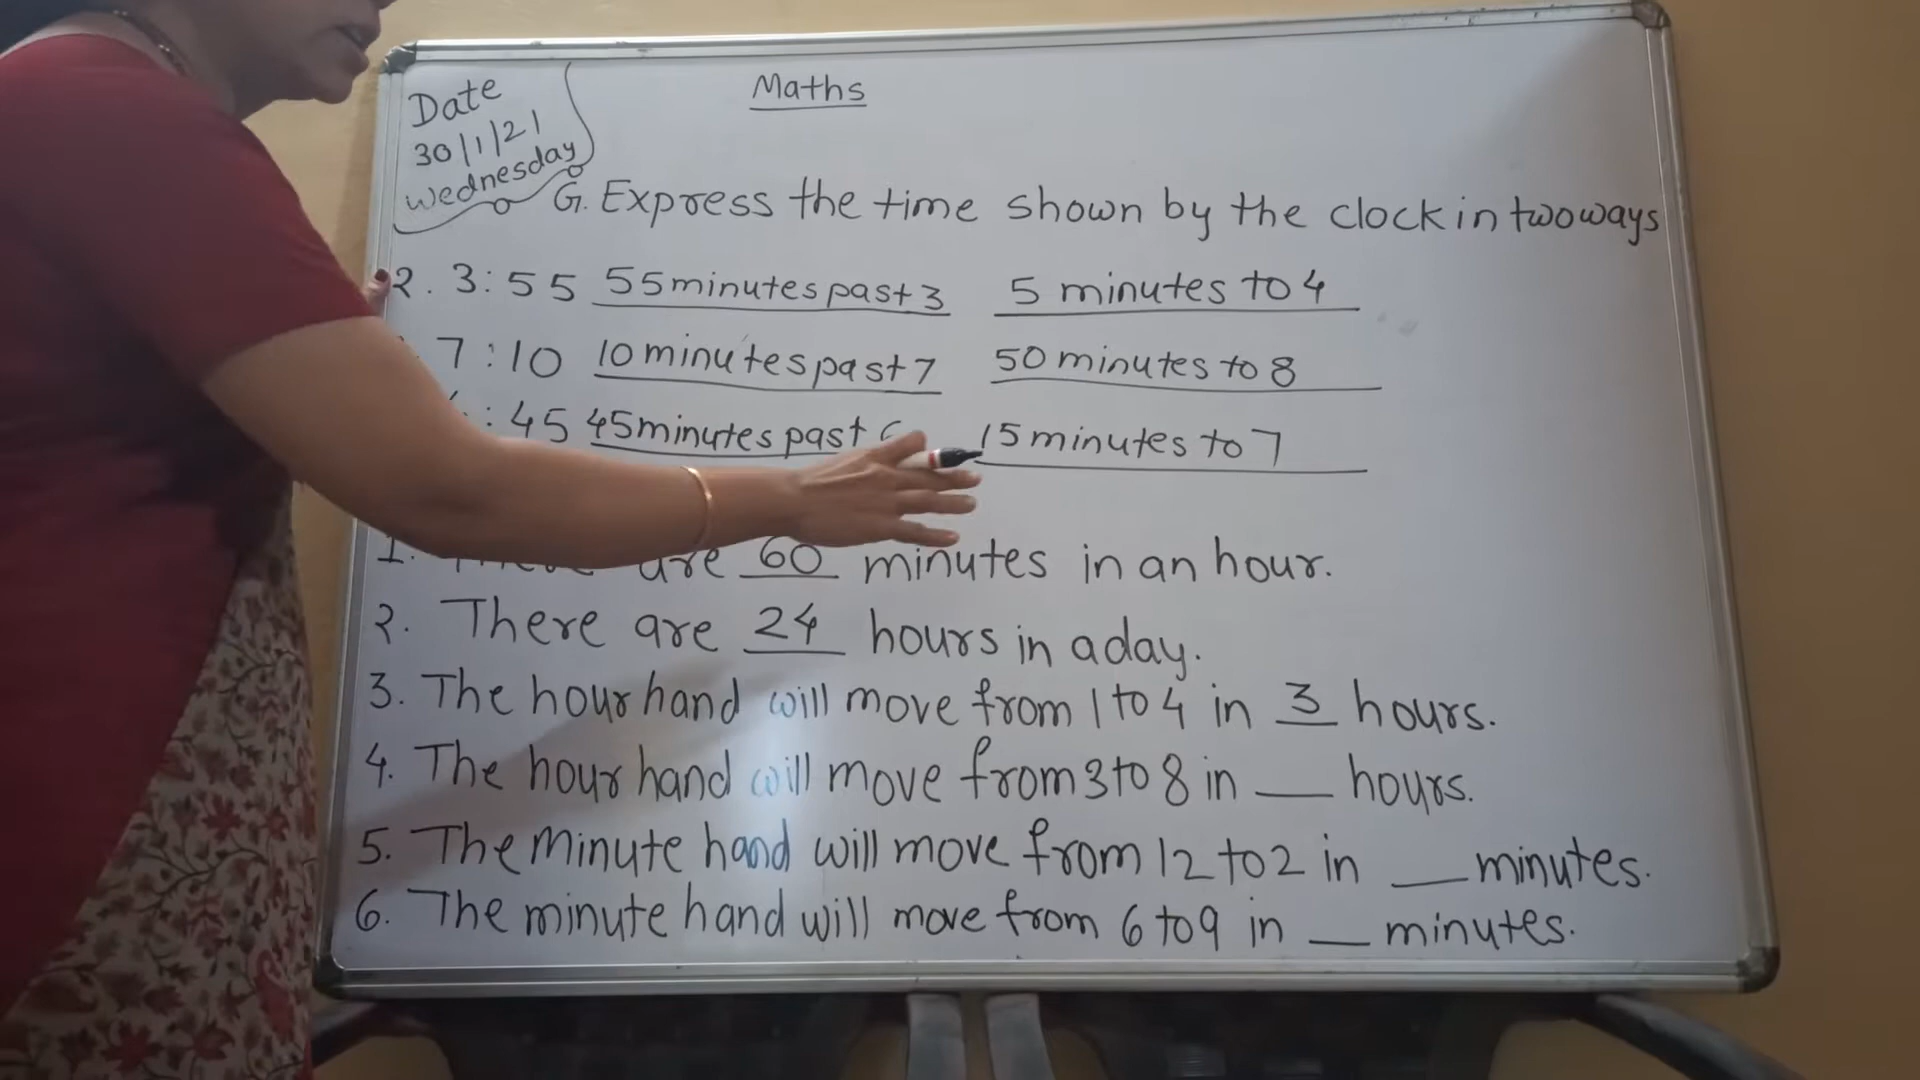 Maths
Date
30/1/21
Wednesday
G. Express the time shown by the clock in two ways
2. 3:55 55 minutes past 3 5 minutes to 4
7:10 10 minutes past 7 50 minutes to 8
:45 45 minutes past 15 minutes to 7
1. are 60 minutes in an hour.
2. There are 24 hours in a day.
3. The hour hand will move from 1 to 4 in 3 hours.
4. The hour hand will move from 3 to 8 in __ hours.
5. The minute hand will move from 12 to 2 in __ minutes.
6. The minute hand will move from 6 to 9 in __ minutes.